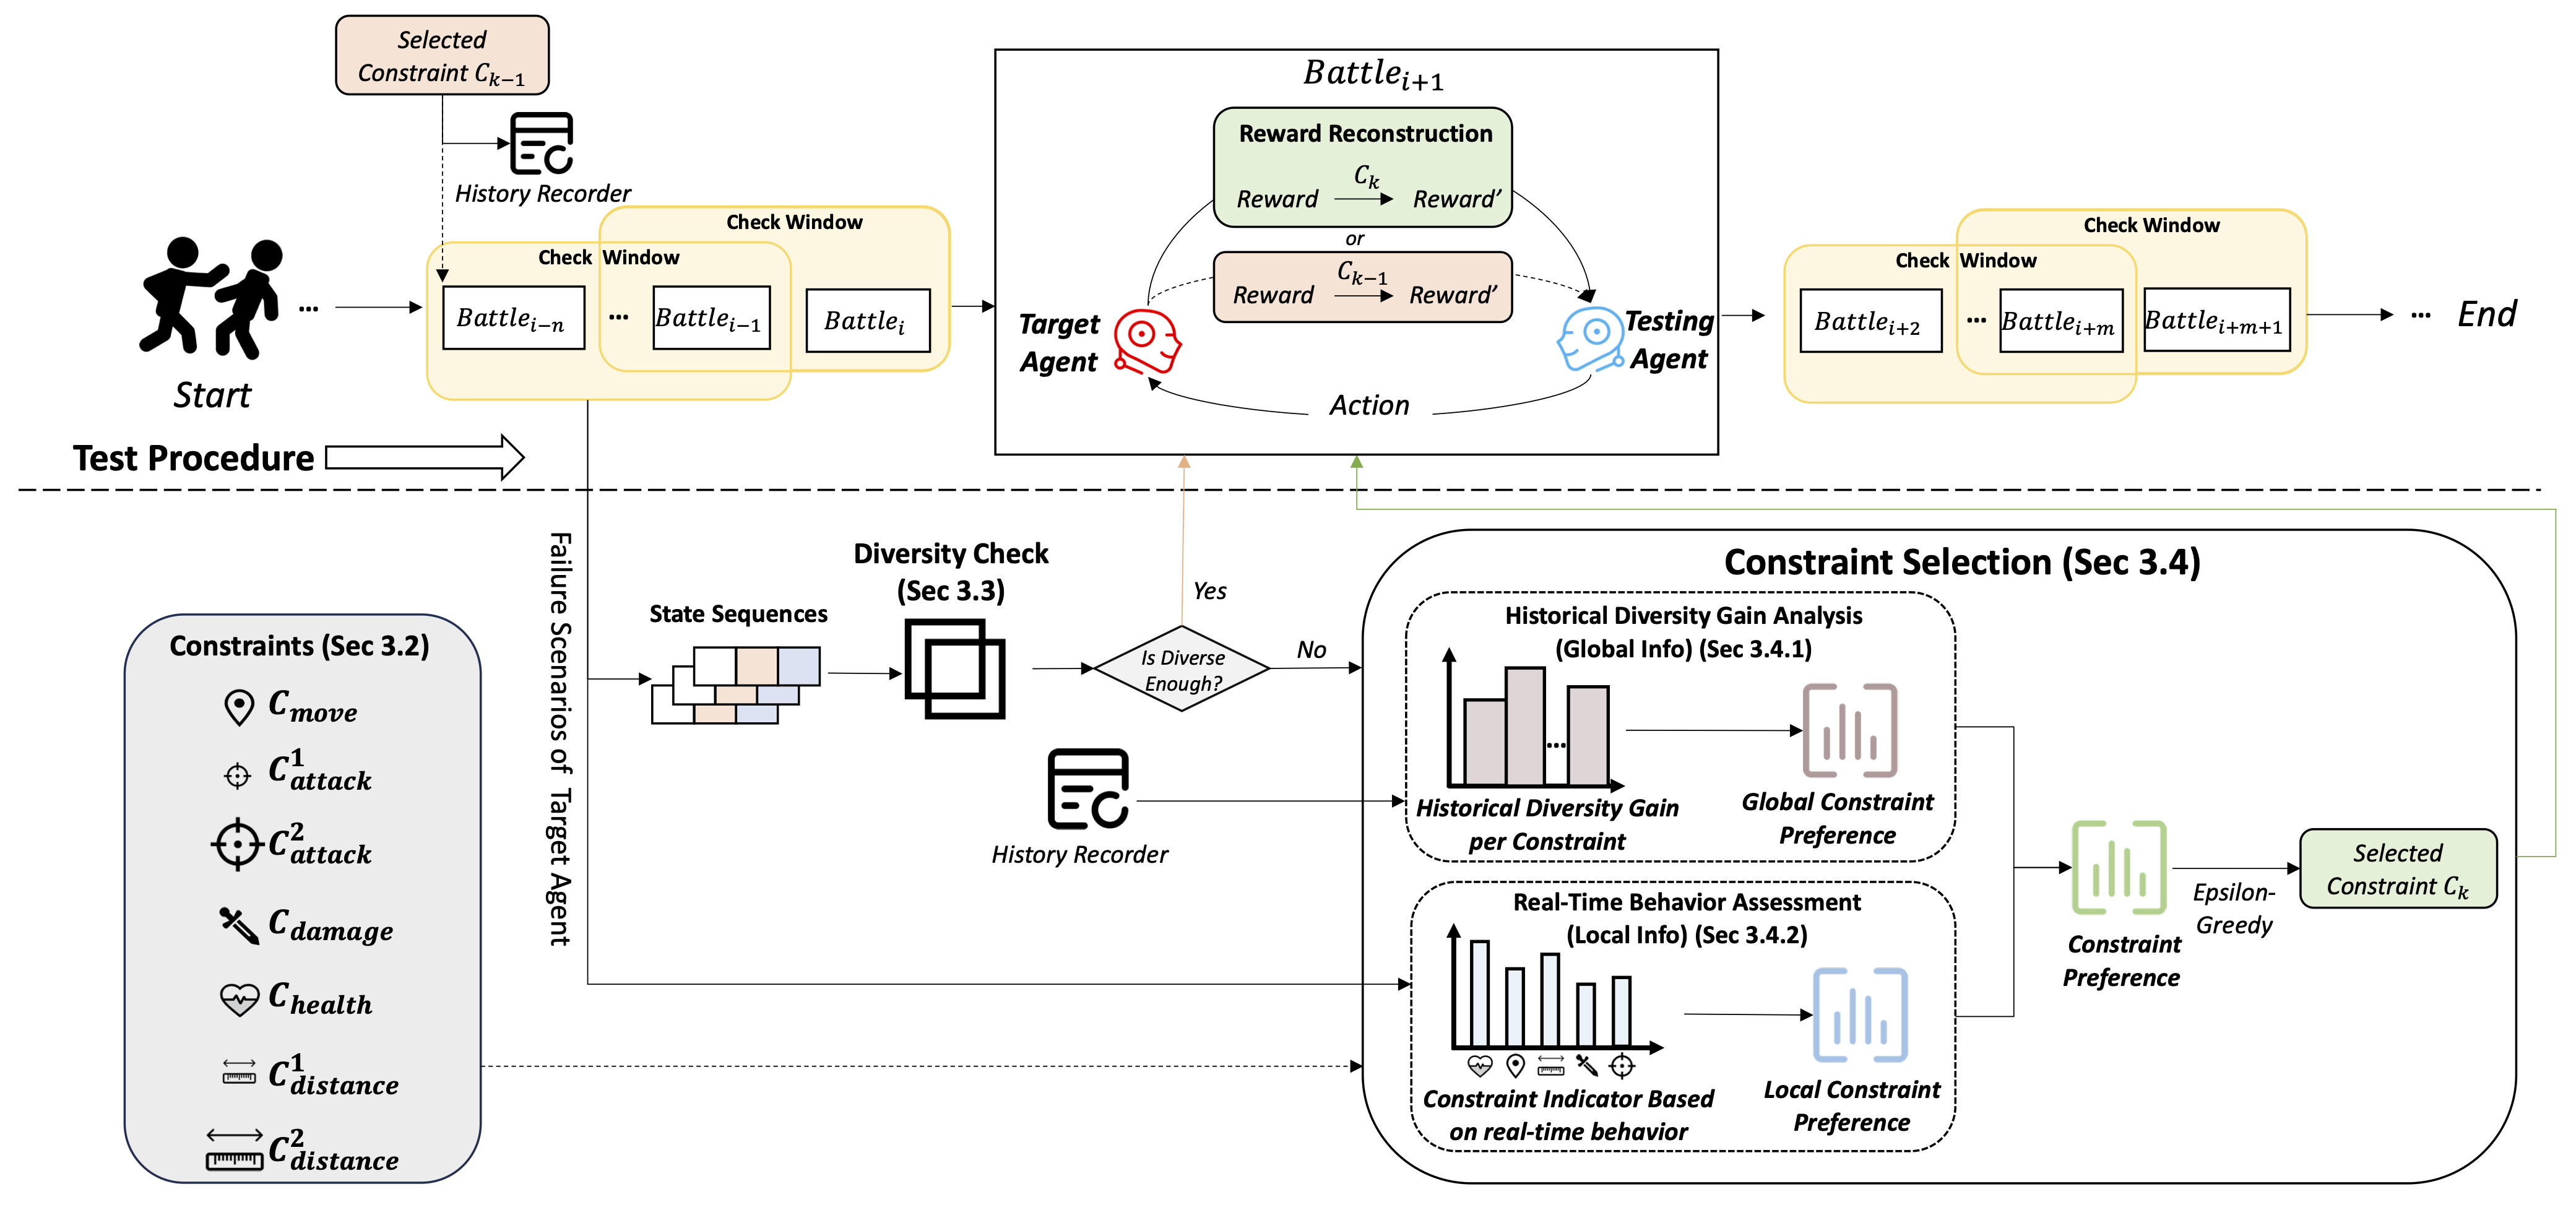 Selected
Constraint C_{k−1}
History Recorder
Check Window
Check Window
Battle_{i−n}
...
Battle_{i−1}
Battle_i
...
Start
Battle_{i+1}
Reward Reconstruction
C_k
Reward
Reward’
or
C_{k−1}
Reward
Reward’
Target
Agent
Testing
Agent
Action
Check Window
Check Window
Battle_{i+2}
...
Battle_{i+m}
Battle_{i+m+1}
...
End
Test Procedure
Failure Scenarios of Target Agent
Constraints (Sec 3.2)
C_{move}
C^1_{attack}
C^2_{attack}
C_{damage}
C_{health}
C^1_{distance}
C^2_{distance}
State Sequences
Diversity Check
(Sec 3.3)
Is Diverse
Enough?
Yes
No
History Recorder
Constraint Selection (Sec 3.4)
Historical Diversity Gain Analysis
(Global Info) (Sec 3.4.1)
...
Historical Diversity Gain
per Constraint
Global Constraint
Preference
Real-Time Behavior Assessment
(Local Info) (Sec 3.4.2)
Constraint Indicator Based
on real-time behavior
Local Constraint
Preference
Constraint
Preference
Epsilon-
Greedy
Selected
Constraint C_k